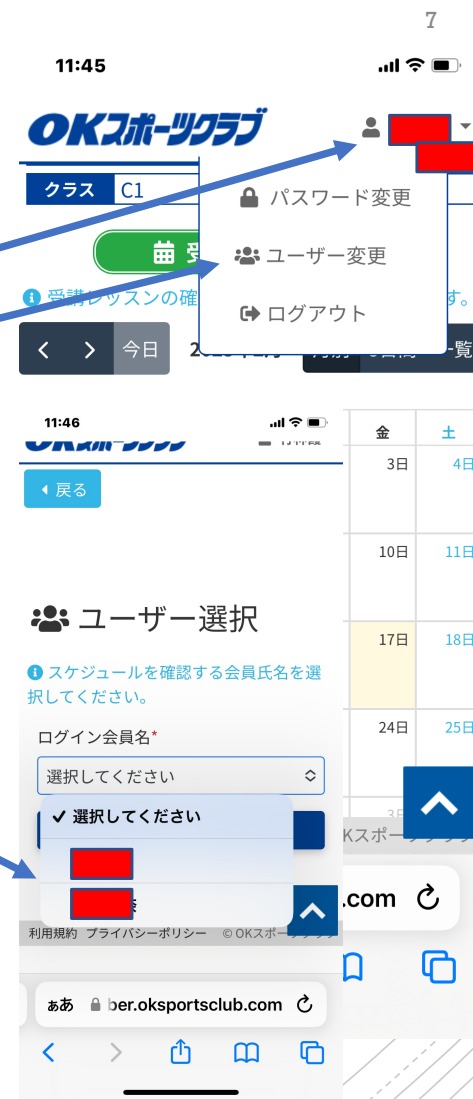 7
11:45
OKスポーツクラブ
クラス C1
パスワード変更
ユーザー変更
ログアウト
受
受講レッスンの確
す。
今日
一覧
11:46
戻る
ユーザー選択
スケジュールを確認する会員氏名を選
択してください。
ログイン会員名*
選択してください
✓ 選択してください
利用規約 プライバシーポリシー © OKスポーツクラブ
ああ ber.oksportsclub.com
金 土
3日 4日
10日 11日
17日 18日
24日 25日
Kスポー
.com